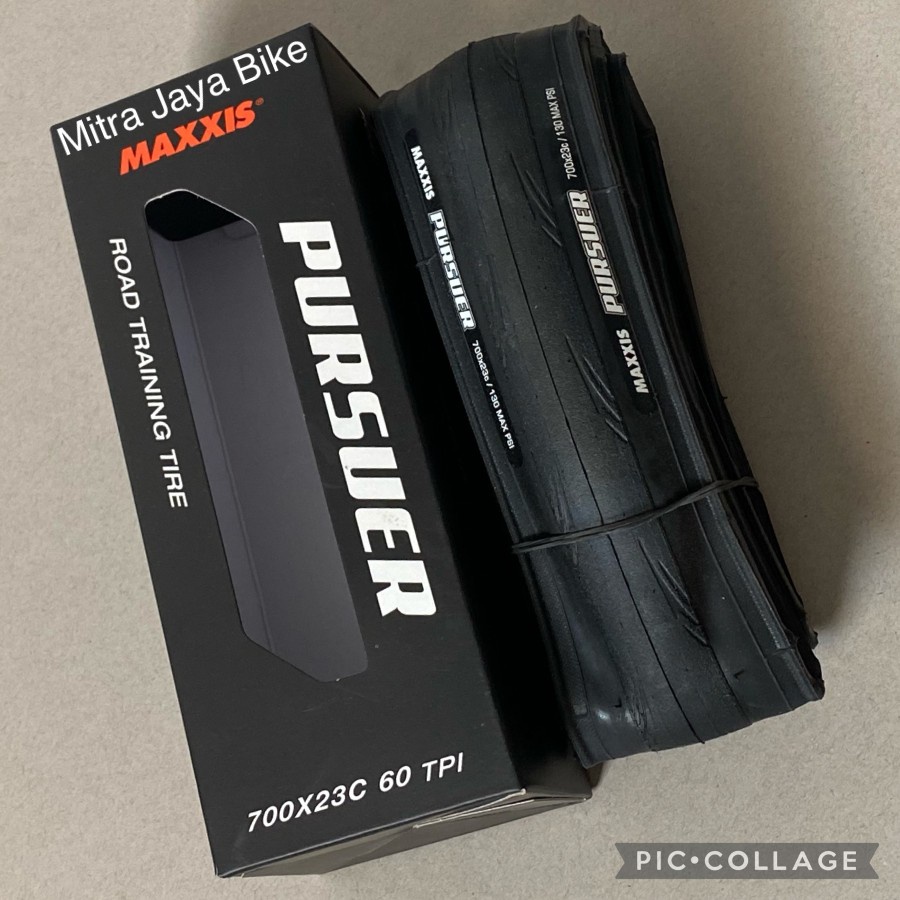 Mitra Jaya Bike
MAXXIS®
PURSUER
ROAD TRAINING TIRE
700X23C 60 TPI
MAXXIS PURSUER 700x23c / 130 MAX PSI
MAXXIS PURSUER 700x23c / 130 MAX PSI
PIC•COLLAGE